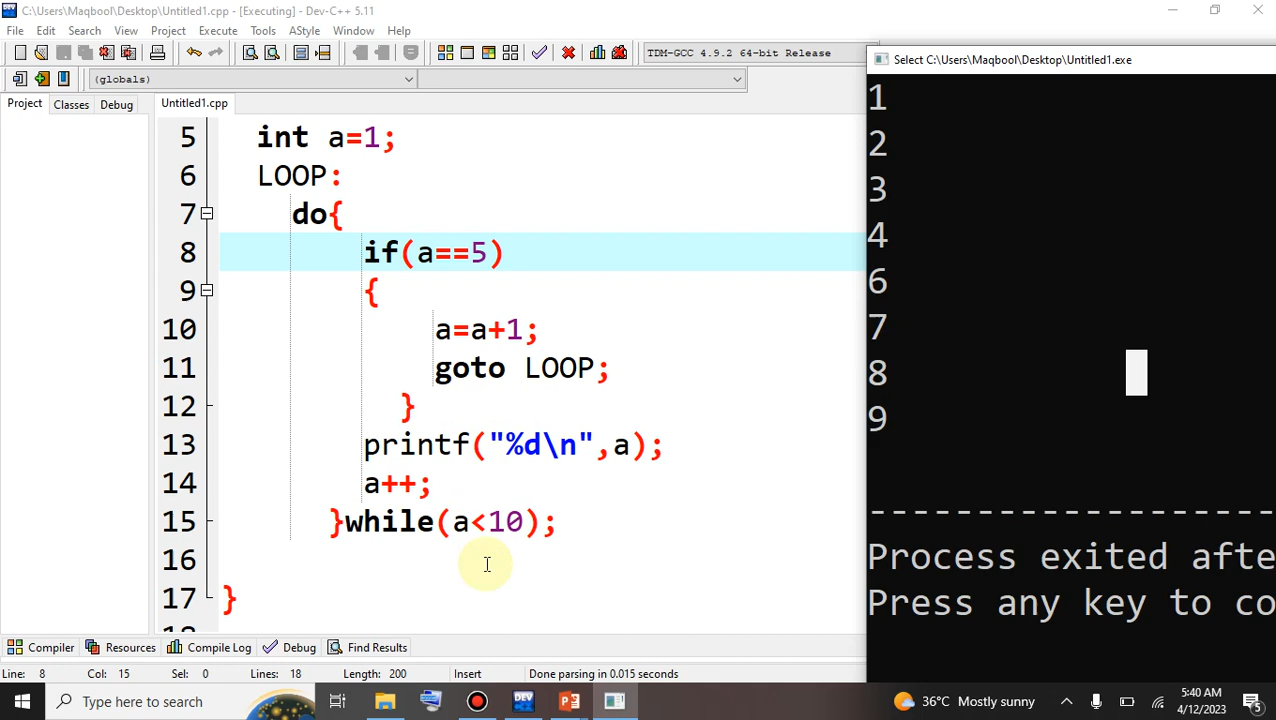 C:\Users\Maqbool\Desktop\Untitled1.cpp - [Executing] - Dev-C++ 5.11
File Edit Search View Project Execute Tools AStyle Window Help
TDM-GCC 4.9.2 64-bit Release
(globals)
Project Classes Debug
Untitled1.cpp
5 int a=1;
6 LOOP:
7 do{
8 if(a==5)
9 {
10 a=a+1;
11 goto LOOP;
12 }
13 printf("%d\n",a);
14 a++;
15 }while(a<10);
16
17 }
Select C:\Users\Maqbool\Desktop\Untitled1.exe
1
2
3
4
6
7
8
9
--------------------
Process exited afte
Press any key to co
Compiler Resources Compile Log Debug Find Results
Line: 8 Col: 15 Sel: 0 Lines: 18 Length: 200 Insert Done parsing in 0.015 seconds
Type here to search
DEV
36°C Mostly sunny
5:40 AM
4/12/2023
5